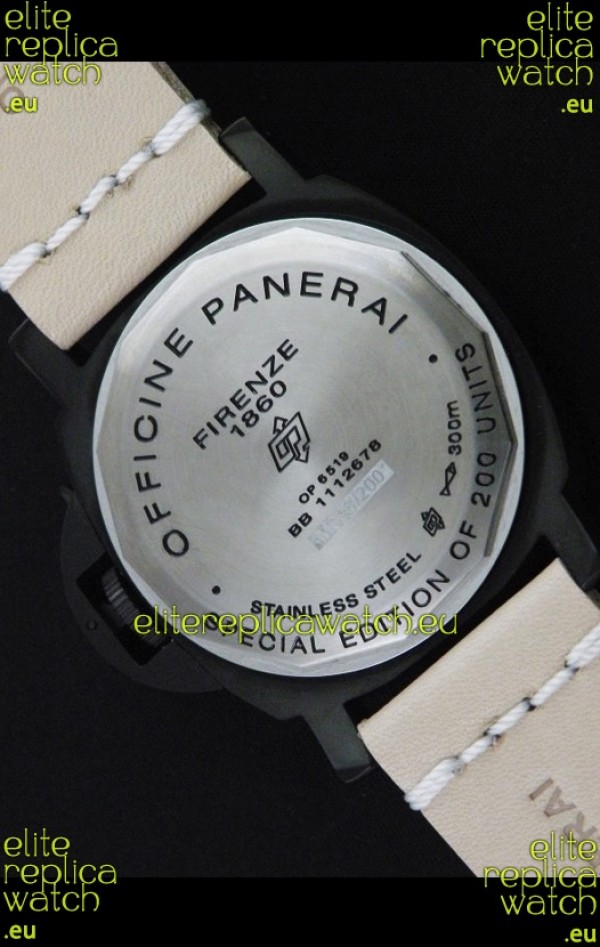 elite
replica
watch
.eu
elite
replica
watch
.eu
OFFICINE PANERAI
FIRENZE
1860
OP 6519
BB 1112678
300m
STAINLESS STEEL
SPECIAL EDITION OF 200 UNITS
elitereplicawatch.eu
elite
replica
watch
.eu
elite
replica
watch
.eu